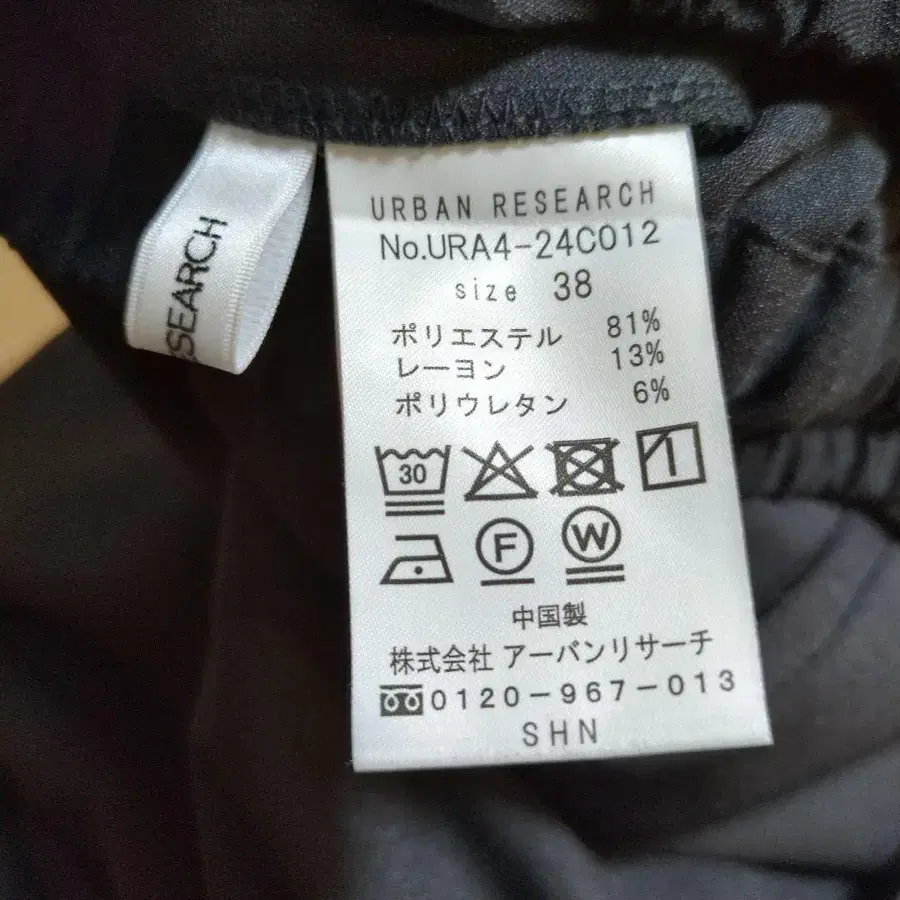 SEARCH
URBAN RESEARCH
No.URA4-24C012
size 38
ポリエステル 81%
レーヨン 13%
ポリウレタン 6%
30
F W
中国製
株式会社 アーバンリサーチ
0120-967-013
SHN